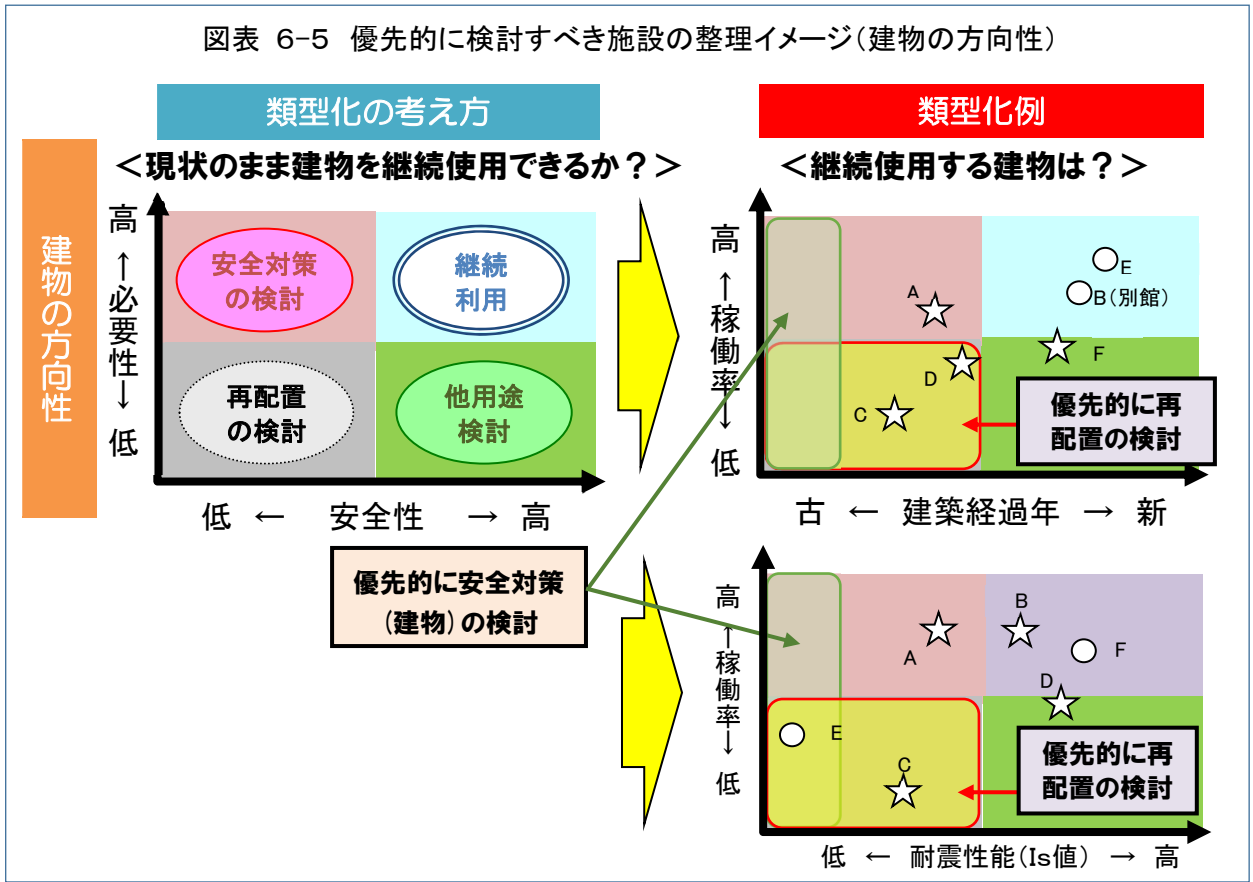 図表 6-5 優先的に検討すべき施設の整理イメージ(建物の方向性)
類型化の考え方
建物の方向性
<現状のまま建物を継続使用できるか?>
高 ↑必要性↓ 低
安全対策
の検討
継続
利用
再配置
の検討
他用途
検討
低 ← 安全性 → 高
優先的に安全対策
(建物)の検討
類型化例
<継続使用する建物は?>
高 ↑稼働率↓ 低
E
B(別館)
A
F
D
C
優先的に再
配置の検討
古 ← 建築経過年 → 新
高 ↑稼働率↓ 低
B
A
F
D
E
C
優先的に再
配置の検討
低 ← 耐震性能(Is値) → 高